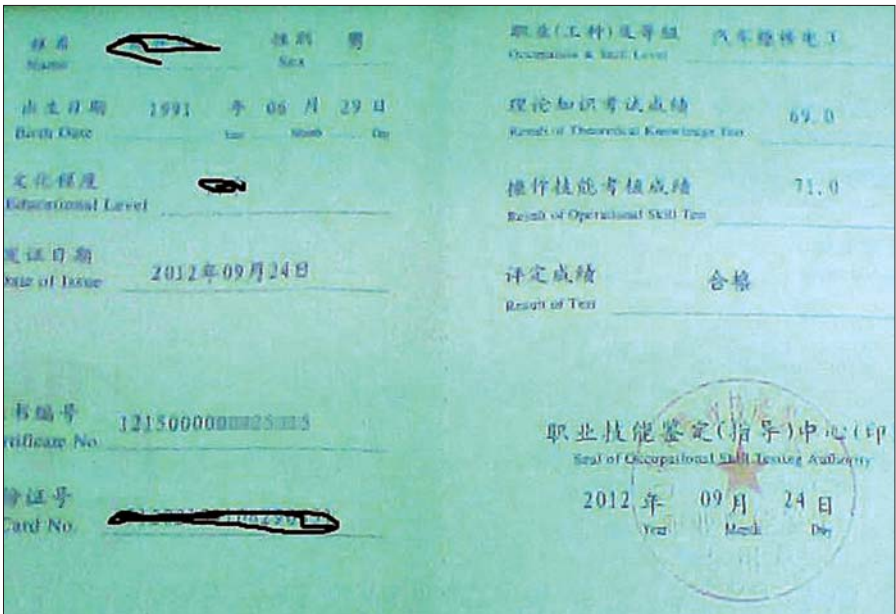 姓名 性别 男
Name Sex
出生日期 1991 年 06 月 29 日
Birth Date Year Month Day
文化程度
Educational Level
发证日期 2012年09月24日
Date of Issue
书编号 121500000
rtificate No.
份证号
Card No.
职业(工种)及等级 汽车维修电工
Occupation & Skill Level
理论知识考试成绩 69.0
Result of Theoretical Knowledge Test
操作技能考核成绩 71.0
Result of Operational Skill Test
评定成绩 合格
Result of Test
职业技能鉴定(指导)中心(印
Seal of Occupational Skill Testing Authority
2012 年 09 月 24 日
Year Month Day